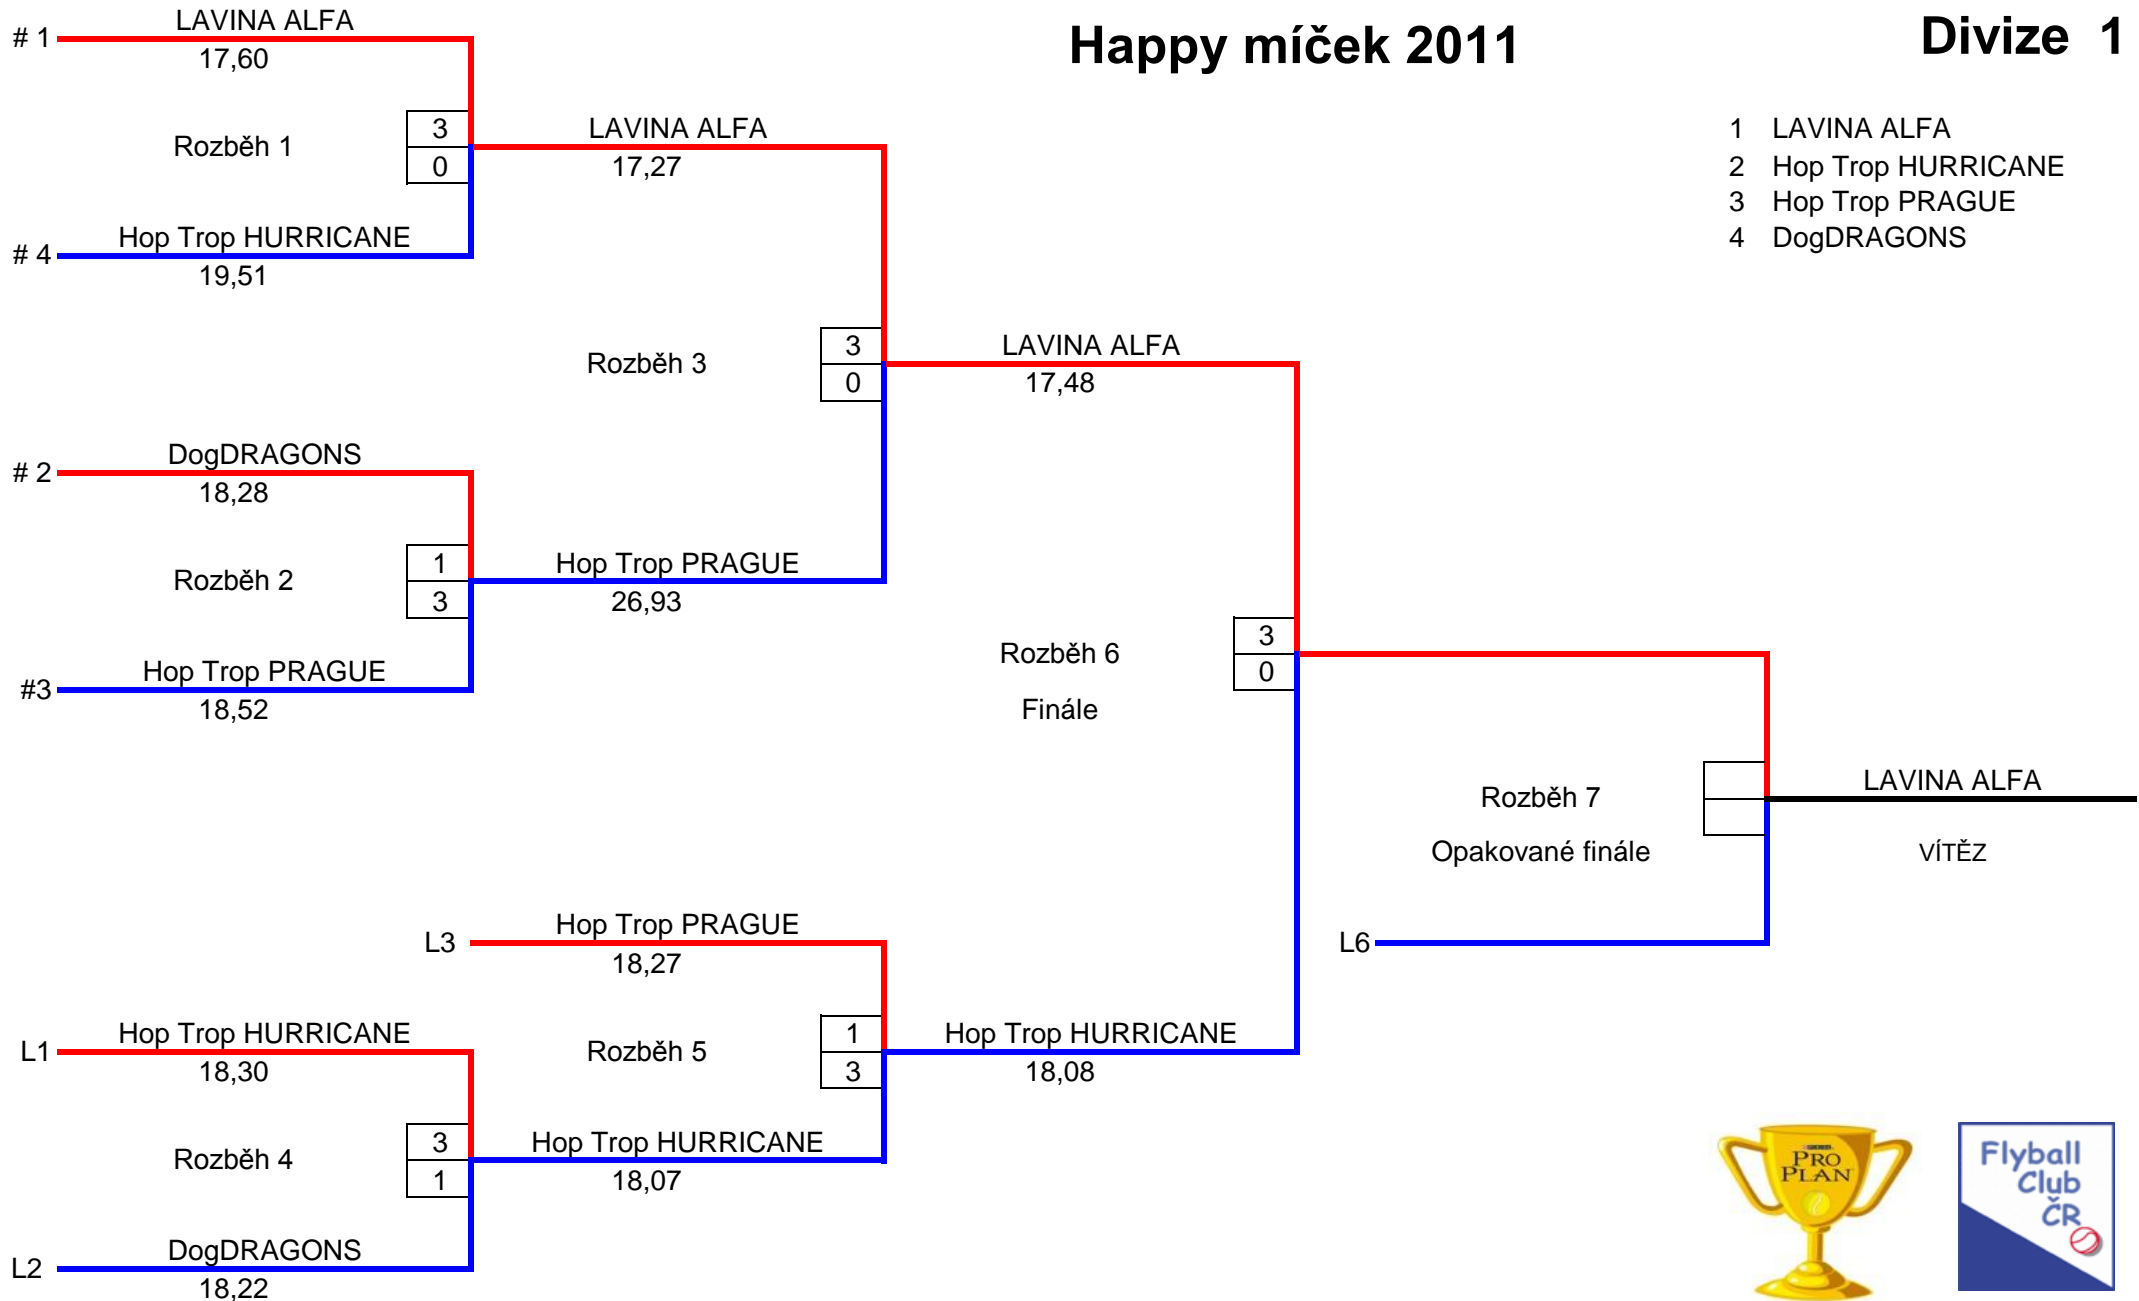 Happy míček 2011
Divize 1
# 1
LAVINA ALFA
17,60
Rozběh 1
3
0
# 4
Hop Trop HURRICANE
19,51
LAVINA ALFA
17,27
1 LAVINA ALFA
2 Hop Trop HURRICANE
3 Hop Trop PRAGUE
4 DogDRAGONS
Rozběh 3
3
0
LAVINA ALFA
17,48
# 2
DogDRAGONS
18,28
Rozběh 2
1
3
#3
Hop Trop PRAGUE
18,52
Hop Trop PRAGUE
26,93
Rozběh 6
Finále
3
0
Rozběh 7
Opakované finále
LAVINA ALFA
VÍTĚZ
L6
L3
Hop Trop PRAGUE
18,27
Rozběh 5
1
3
Hop Trop HURRICANE
18,08
L1
Hop Trop HURRICANE
18,30
Rozběh 4
3
1
Hop Trop HURRICANE
18,07
L2
DogDRAGONS
18,22
PRO
PLAN
Flyball
Club
ČR